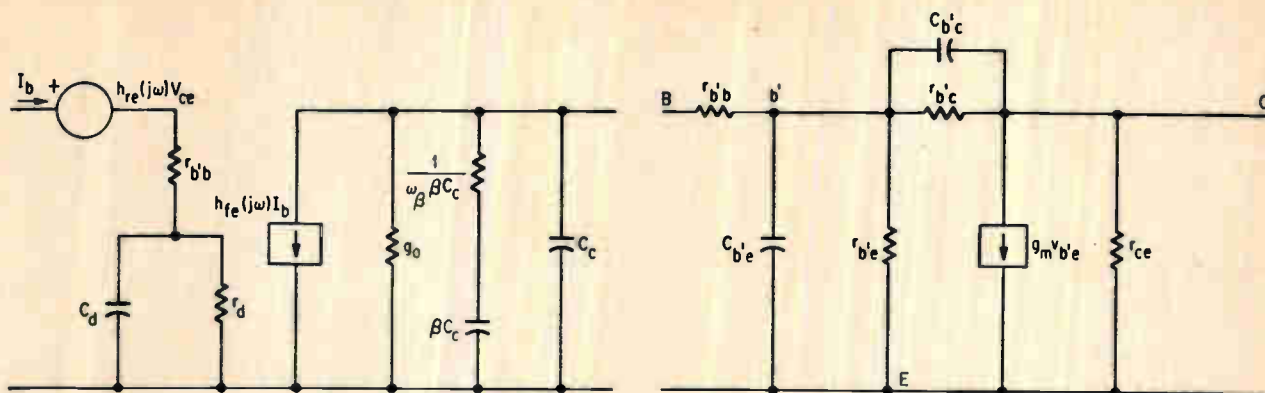 I_b
+
h_re(jω)V_ce
r_b'b
C_d
r_d
h_fe(jω)I_b
g_o
1
ω_β βC_c
βC_c
C_c
B
r_b'b
b'
C_b'c
r_b'c
C
C_b'e
r_b'e
g_m v_b'e
r_ce
E